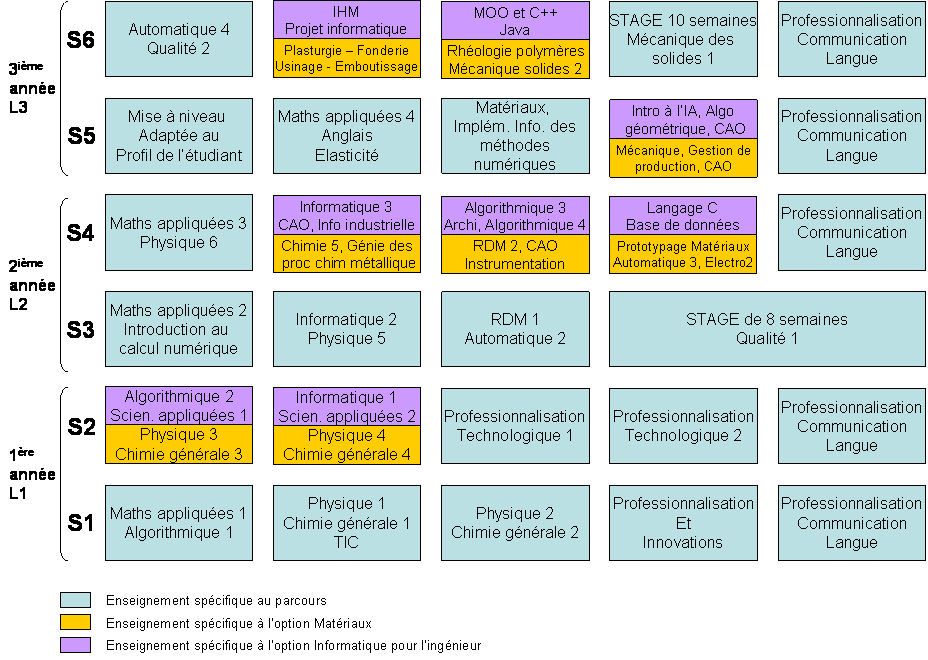 3ième
année
L3
S6
Automatique 4
Qualité 2
IHM
Projet informatique
Plasturgie – Fonderie
Usinage - Emboutissage
MOO et C++
Java
Rhéologie polymères
Mécanique solides 2
STAGE 10 semaines
Mécanique des
solides 1
Professionnalisation
Communication
Langue
S5
Mise à niveau
Adaptée au
Profil de l'étudiant
Maths appliquées 4
Anglais
Elasticité
Matériaux,
Implém. Info. des
méthodes
numériques
Intro à l'IA, Algo
géométrique, CAO
Mécanique, Gestion de
production, CAO
Professionnalisation
Communication
Langue
2ième
année
L2
S4
Maths appliquées 3
Physique 6
Informatique 3
CAO, Info industrielle
Chimie 5, Génie des
proc chim métallique
Algorithmique 3
Archi, Algorithmique 4
RDM 2, CAO
Instrumentation
Langage C
Base de données
Prototypage Matériaux
Automatique 3, Electro2
Professionnalisation
Communication
Langue
S3
Maths appliquées 2
Introduction au
calcul numérique
Informatique 2
Physique 5
RDM 1
Automatique 2
STAGE de 8 semaines
Qualité 1
1ère
année
L1
S2
Algorithmique 2
Scien. appliquées 1
Physique 3
Chimie générale 3
Informatique 1
Scien. appliquées 2
Physique 4
Chimie générale 4
Professionnalisation
Technologique 1
Professionnalisation
Technologique 2
Professionnalisation
Communication
Langue
S1
Maths appliquées 1
Algorithmique 1
Physique 1
Chimie générale 1
TIC
Physique 2
Chimie générale 2
Professionnalisation
Et
Innovations
Professionnalisation
Communication
Langue
Enseignement spécifique au parcours
Enseignement spécifique à l'option Matériaux
Enseignement spécifique à l'option Informatique pour l'ingénieur